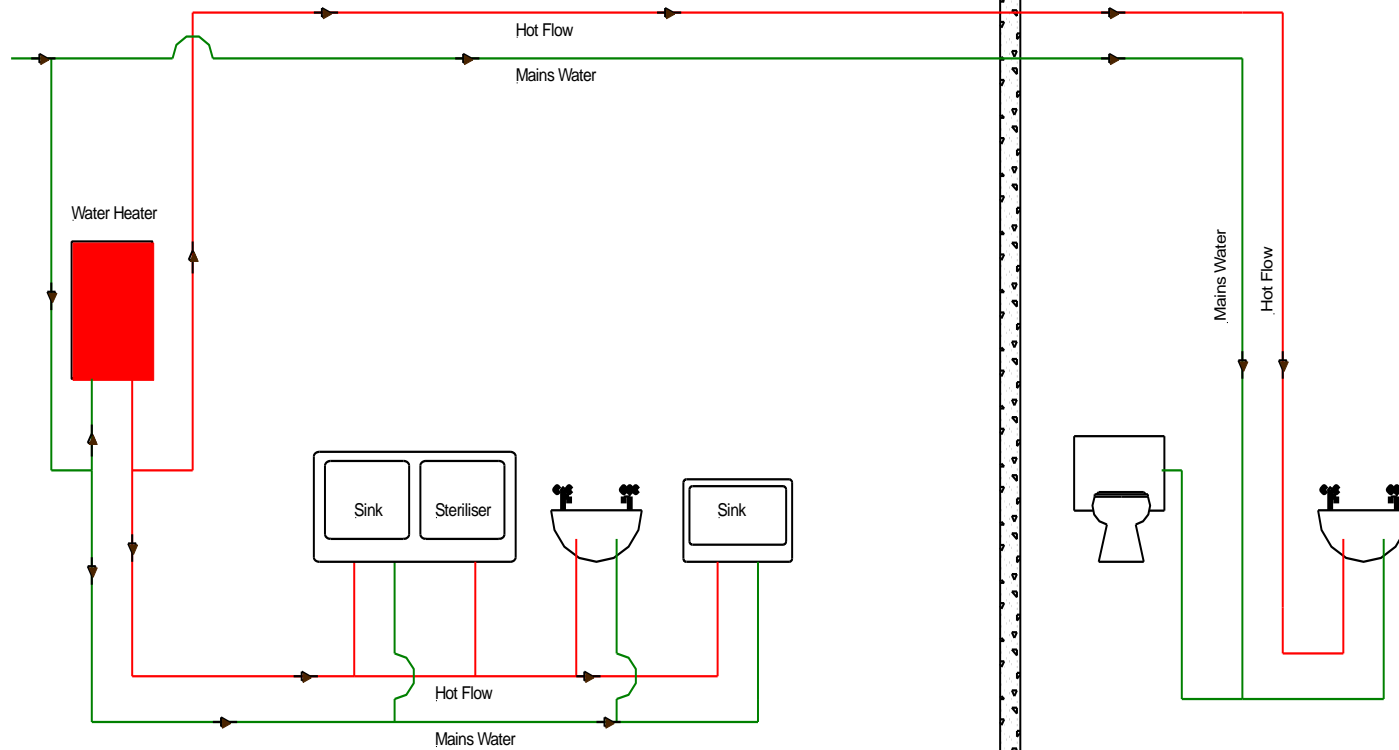 Hot Flow
Mains Water
Water Heater
Mains Water
Hot Flow
Sink
Steriliser
Sink
Hot Flow
Mains Water